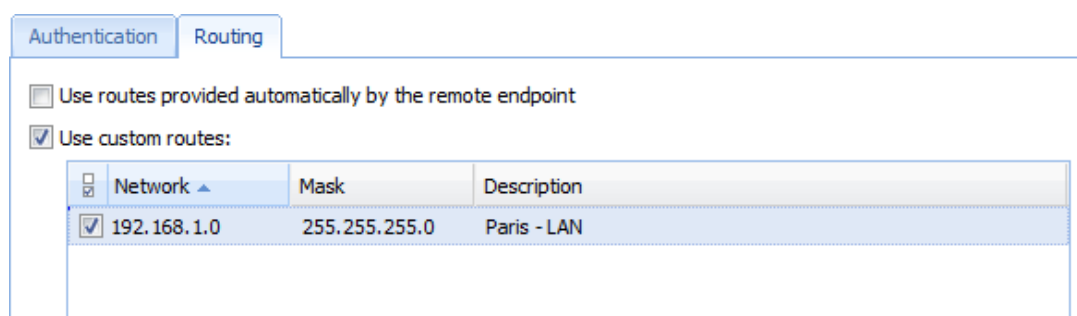 Authentication Routing
Use routes provided automatically by the remote endpoint
Use custom routes:
Network Mask Description
192.168.1.0 255.255.255.0 Paris - LAN